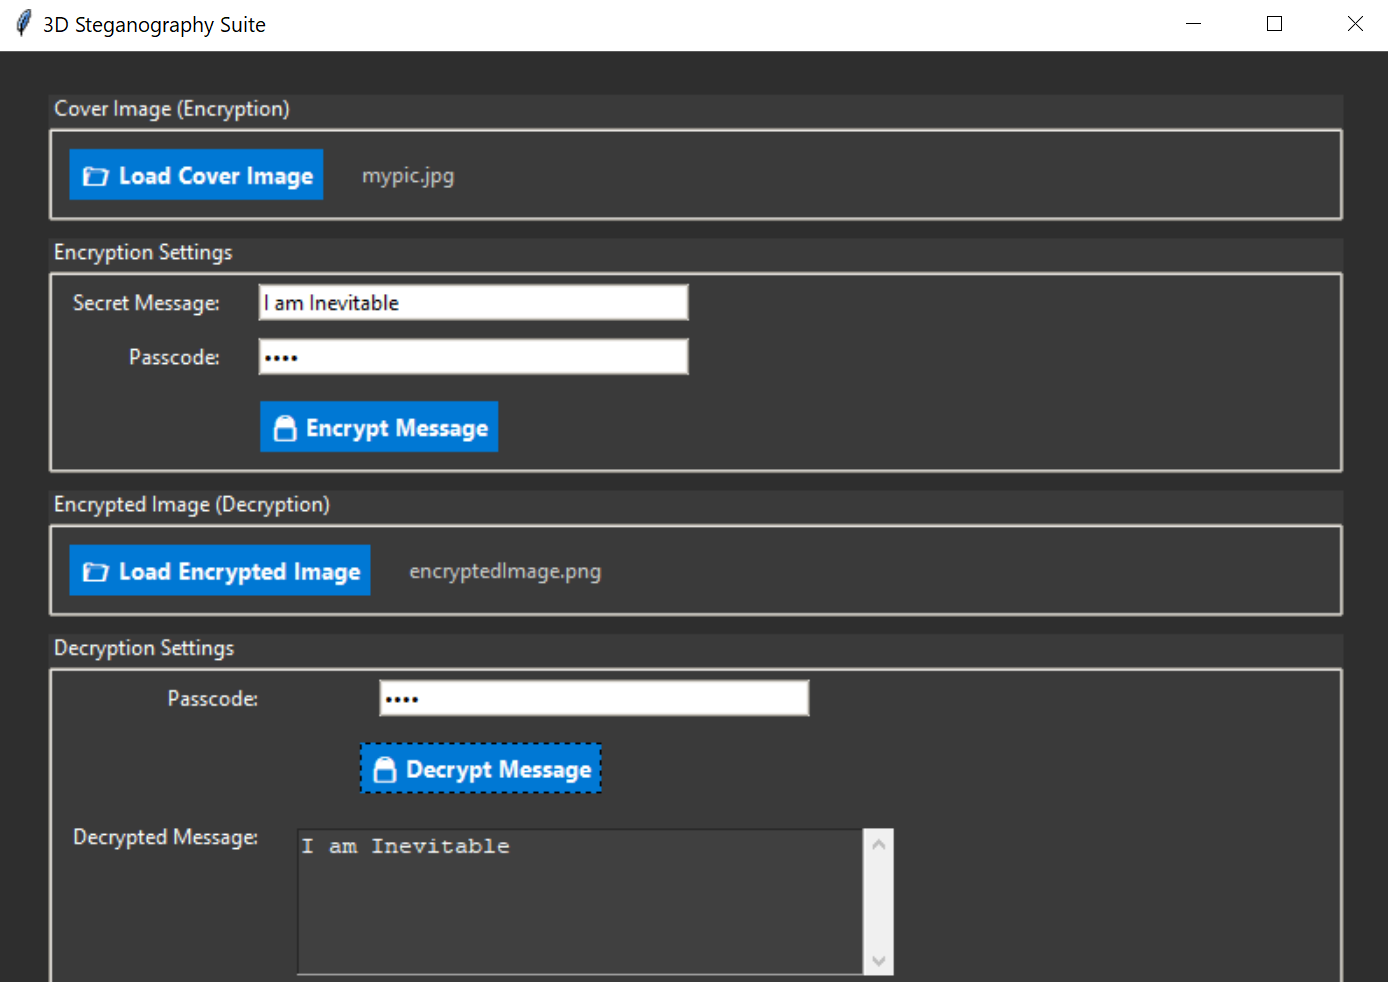 3D Steganography Suite
Cover Image (Encryption)
Load Cover Image mypic.jpg
Encryption Settings
Secret Message: I am Inevitable
Passcode: ••••
Encrypt Message
Encrypted Image (Decryption)
Load Encrypted Image encryptedImage.png
Decryption Settings
Passcode: ••••
Decrypt Message
Decrypted Message: I am Inevitable